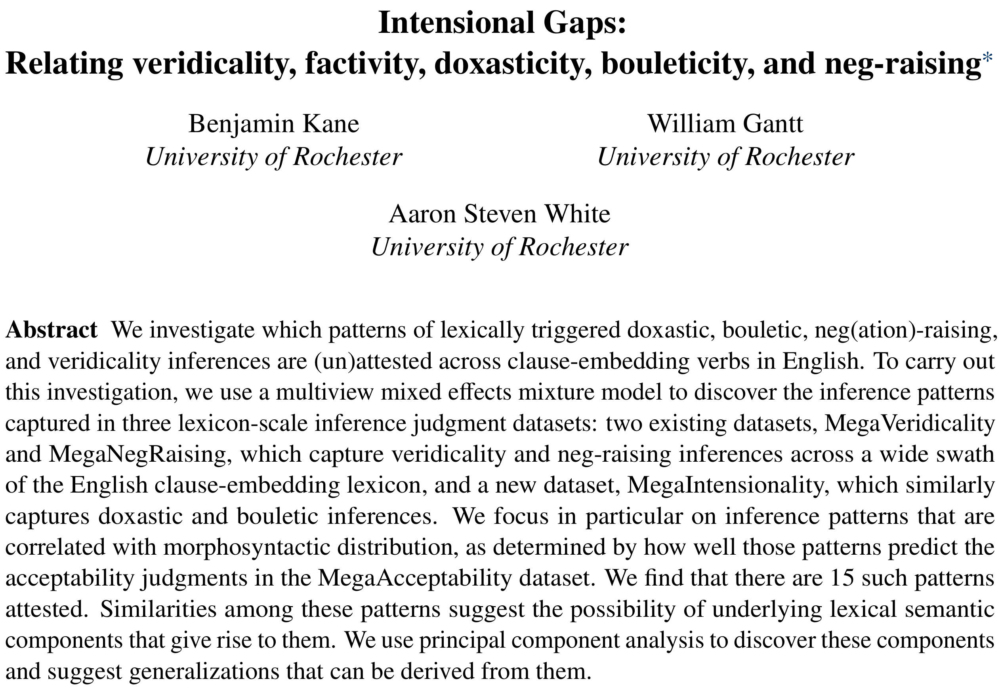 Intensional Gaps:
Relating veridicality, factivity, doxasticity, bouleticity, and neg-raising*
Benjamin Kane
University of Rochester
William Gantt
University of Rochester
Aaron Steven White
University of Rochester
Abstract We investigate which patterns of lexically triggered doxastic, bouletic, neg(ation)-raising,
and veridicality inferences are (un)attested across clause-embedding verbs in English. To carry out
this investigation, we use a multiview mixed effects mixture model to discover the inference patterns
captured in three lexicon-scale inference judgment datasets: two existing datasets, MegaVeridicality
and MegaNegRaising, which capture veridicality and neg-raising inferences across a wide swath
of the English clause-embedding lexicon, and a new dataset, MegaIntensionality, which similarly
captures doxastic and bouletic inferences. We focus in particular on inference patterns that are
correlated with morphosyntactic distribution, as determined by how well those patterns predict the
acceptability judgments in the MegaAcceptability dataset. We find that there are 15 such patterns
attested. Similarities among these patterns suggest the possibility of underlying lexical semantic
components that give rise to them. We use principal component analysis to discover these components
and suggest generalizations that can be derived from them.